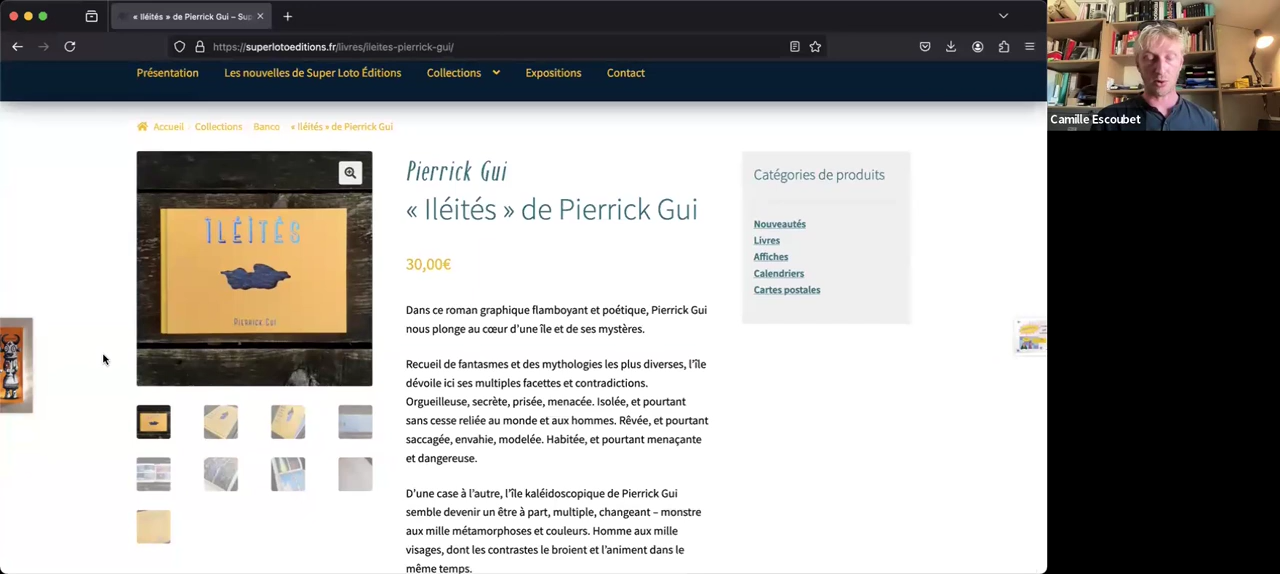 « Iléités » de Pierrick Gui – Sup
https://superlotoeditions.fr/livres/ileites-pierrick-gui/
Présentation Les nouvelles de Super Loto Éditions Collections Expositions Contact
Camille Escoubet
Accueil Collections Banco « Iléités » de Pierrick Gui
ÎLÉÏTÉS
PIERRICK GUI
Pierrick Gui
« Iléités » de Pierrick Gui
30,00€
Dans ce roman graphique flamboyant et poétique, Pierrick Gui
nous plonge au cœur d’une île et de ses mystères.
Recueil de fantasmes et des mythologies les plus diverses, l’île
dévoile ici ses multiples facettes et contradictions.
Orgueilleuse, secrète, prisée, menacée. Isolée, et pourtant
sans cesse reliée au monde et aux hommes. Rêvée, et pourtant
saccagée, envahie, modelée. Habitée, et pourtant menaçante
et dangereuse.
D’une case à l’autre, l’île kaléidoscopique de Pierrick Gui
semble devenir un être à part, multiple, changeant – monstre
aux mille métamorphoses et couleurs. Homme aux mille
visages, dont les contrastes le broient et l’animent dans le
même temps.
Catégories de produits
Nouveautés
Livres
Affiches
Calendriers
Cartes postales